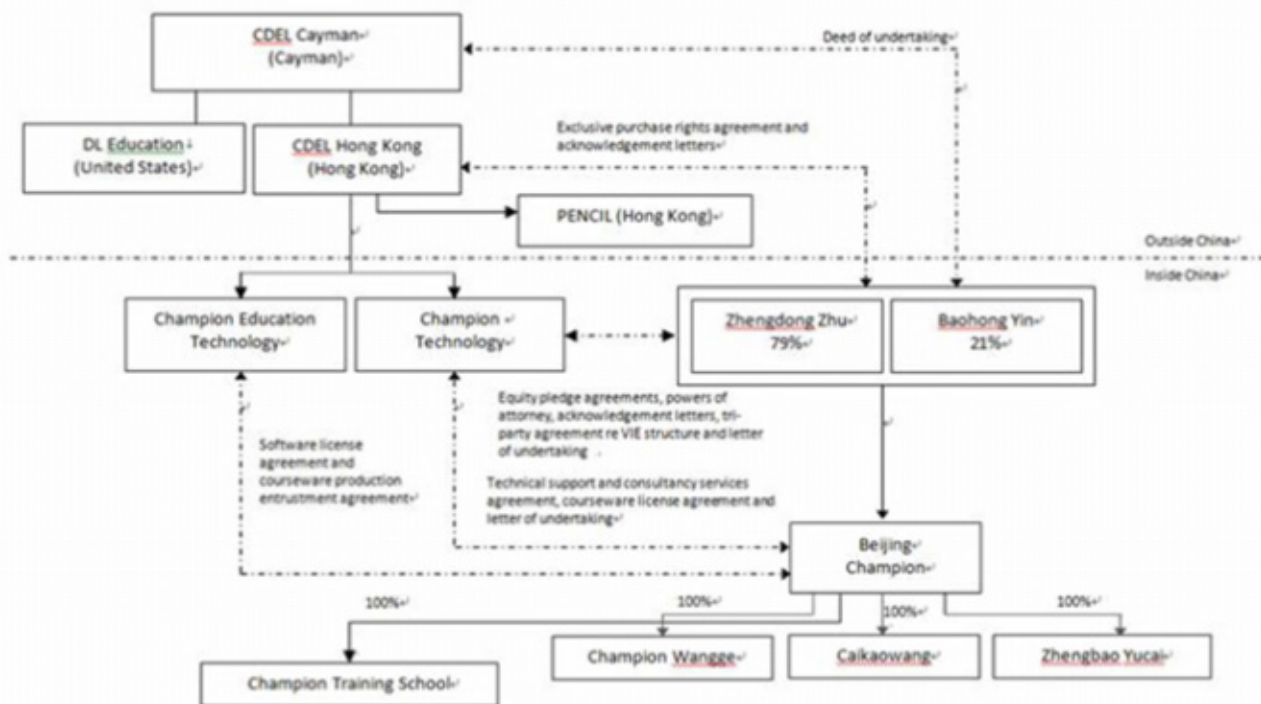 CDEL Cayman
(Cayman)
Deed of undertaking
DL Education
(United States)
CDEL Hong Kong
(Hong Kong)
Exclusive purchase rights agreement and
acknowledgement letters
PENCIL (Hong Kong)
Outside China
Inside China
Champion Education
Technology
Champion
Technology
Zhengdong Zhu
79%
Baohong Yin
21%
Equity pledge agreements, powers of
attorney, acknowledgement letters, tri-
party agreement re VIE structure and letter
of undertaking .
Software license
agreement and
courseware production
entrustment agreement
Technical support and consultancy services
agreement, courseware license agreement and
letter of undertaking
Beijing
Champion
100%
100%
100%
100%
Champion Wangge
Caikaowang
Zhengbao Yucai
Champion Training School